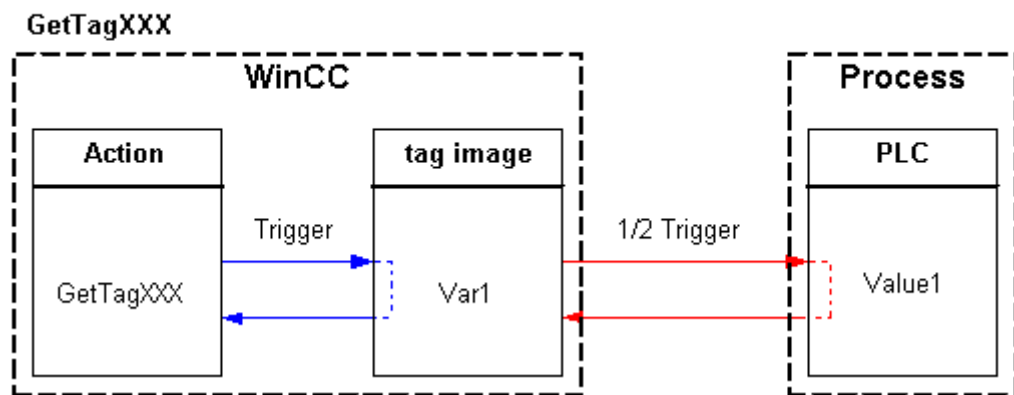 GetTagXXX
WinCC
Process
Action
tag image
PLC
Trigger
1/2 Trigger
GetTagXXX
Var1
Value1